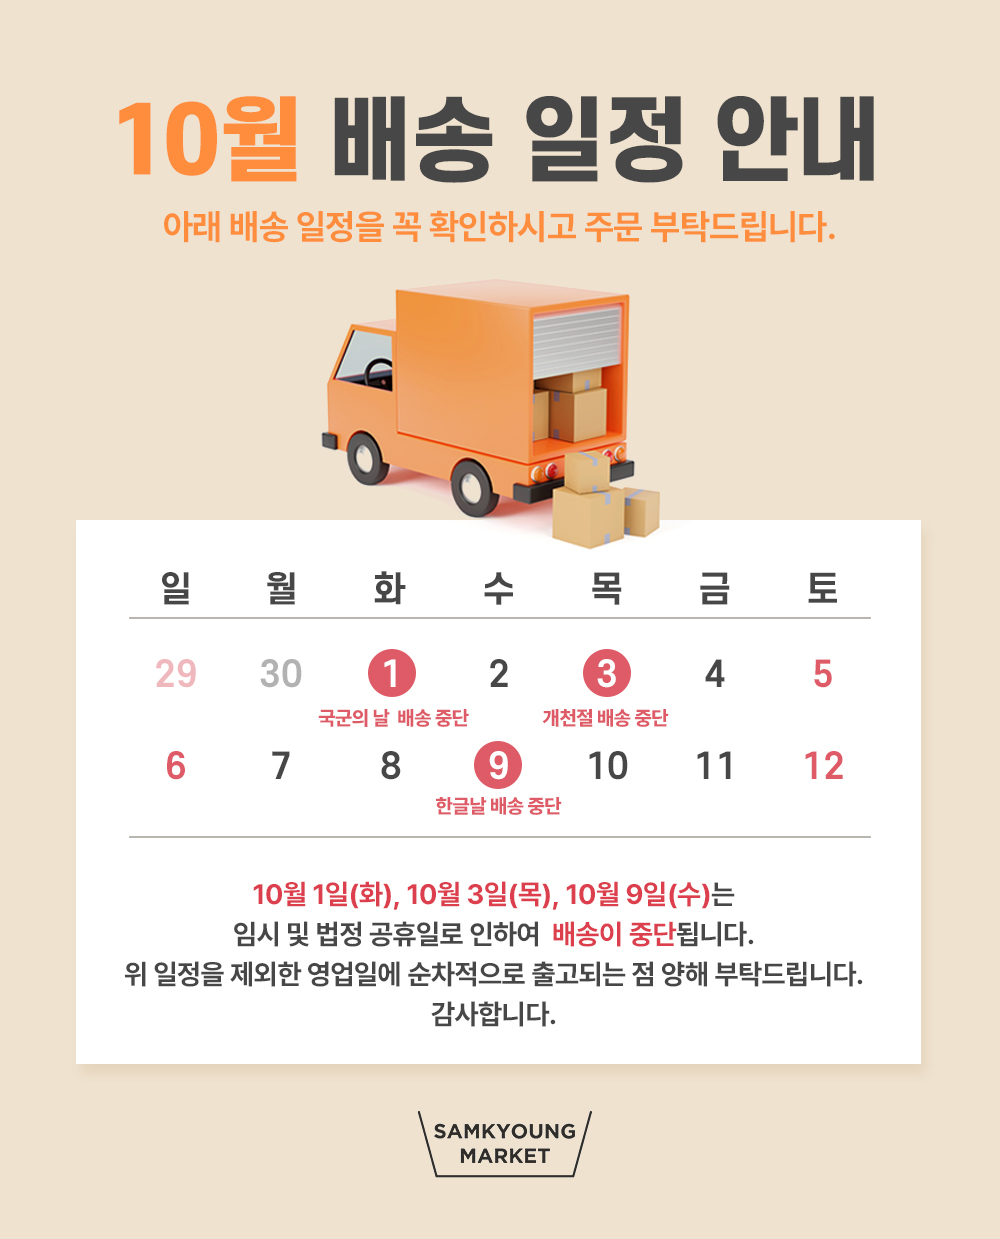 10월 배송 일정 안내
아래 배송 일정을 꼭 확인하시고 주문 부탁드립니다.
일 월 화 수 목 금 토
29 30 1 2 3 4 5
국군의 날 배송 중단 개천절 배송 중단
6 7 8 9 10 11 12
한글날 배송 중단
10월 1일(화), 10월 3일(목), 10월 9일(수)는
임시 및 법정 공휴일로 인하여 배송이 중단됩니다.
위 일정을 제외한 영업일에 순차적으로 출고되는 점 양해 부탁드립니다.
감사합니다.
SAMKYOUNG
MARKET